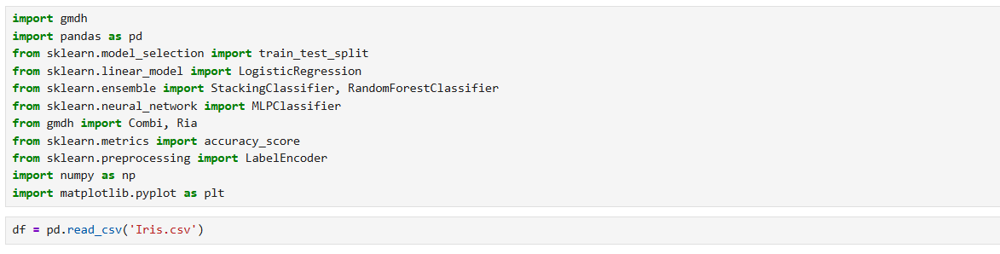 import gmdh
import pandas as pd
from sklearn.model_selection import train_test_split
from sklearn.linear_model import LogisticRegression
from sklearn.ensemble import StackingClassifier, RandomForestClassifier
from sklearn.neural_network import MLPClassifier
from gmdh import Combi, Ria
from sklearn.metrics import accuracy_score
from sklearn.preprocessing import LabelEncoder
import numpy as np
import matplotlib.pyplot as plt
df = pd.read_csv('Iris.csv')